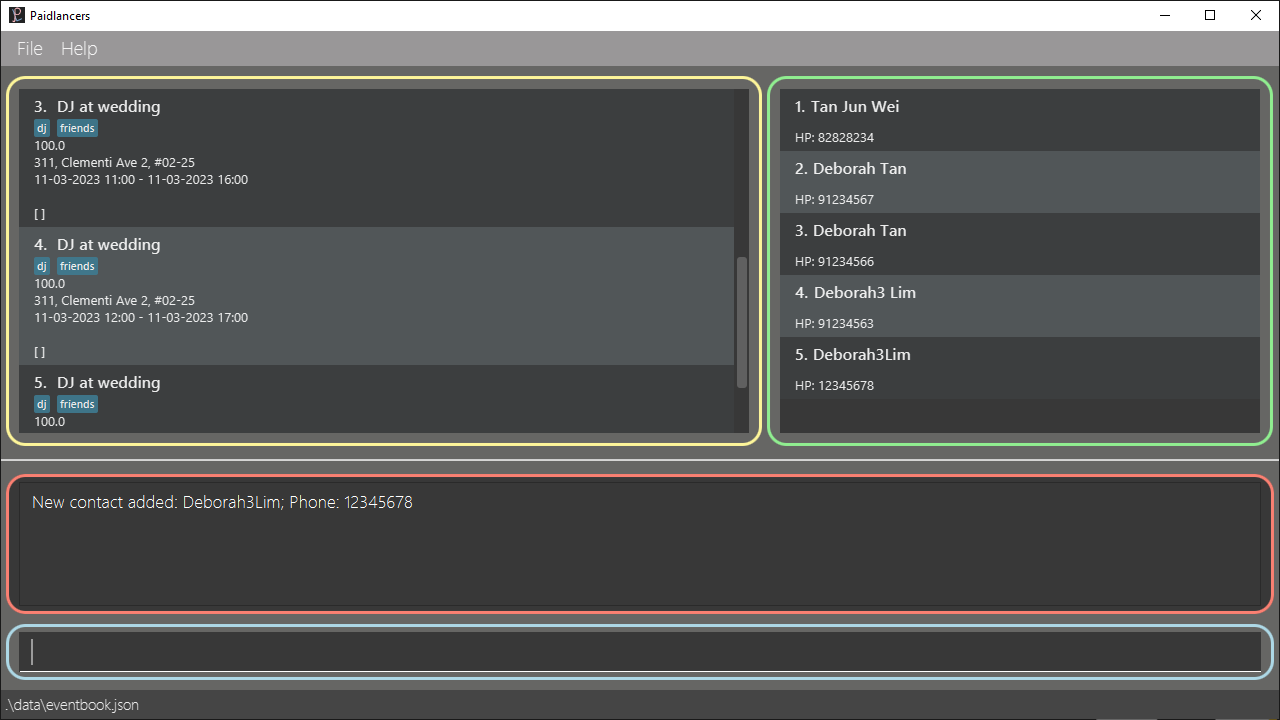 Paidlancers
File Help
3. DJ at wedding
dj friends
100.0
311, Clementi Ave 2, #02-25
11-03-2023 11:00 - 11-03-2023 16:00
[ ]
4. DJ at wedding
dj friends
100.0
311, Clementi Ave 2, #02-25
11-03-2023 12:00 - 11-03-2023 17:00
[ ]
5. DJ at wedding
dj friends
100.0
1. Tan Jun Wei
HP: 82828234
2. Deborah Tan
HP: 91234567
3. Deborah Tan
HP: 91234566
4. Deborah3 Lim
HP: 91234563
5. Deborah3Lim
HP: 12345678
New contact added: Deborah3Lim; Phone: 12345678
.\data\eventbook.json